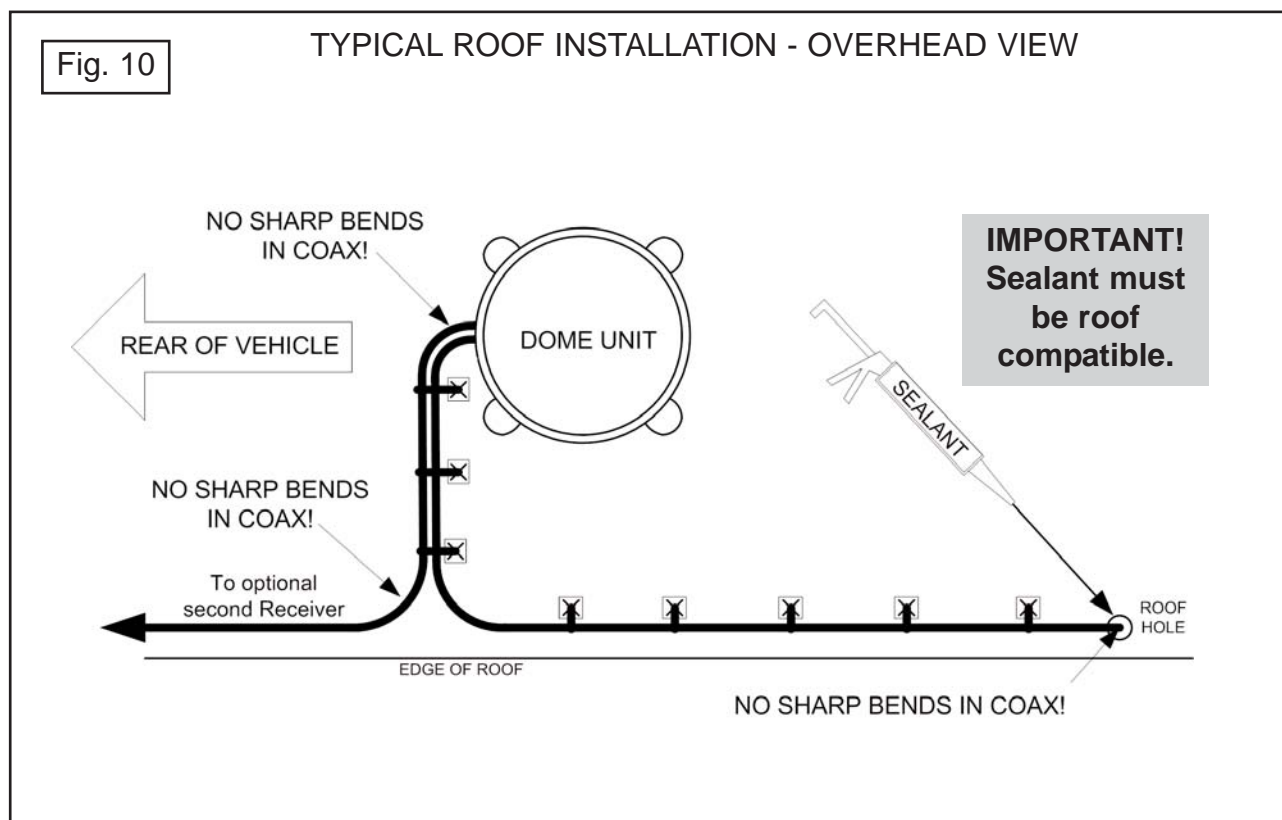 Fig. 10
TYPICAL ROOF INSTALLATION - OVERHEAD VIEW
NO SHARP BENDS
IN COAX!
IMPORTANT!
Sealant must
be roof
compatible.
REAR OF VEHICLE
DOME UNIT
SEALANT
NO SHARP BENDS
IN COAX!
To optional
second Receiver
ROOF
HOLE
EDGE OF ROOF
NO SHARP BENDS IN COAX!